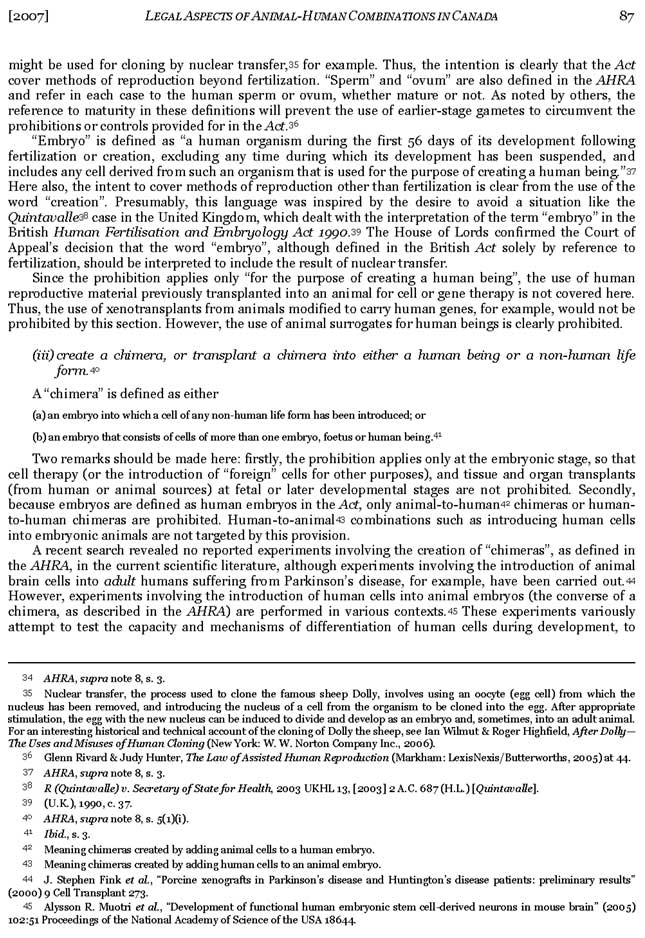 [2007] LEGAL ASPECTS OF ANIMAL-HUMAN COMBINATIONS IN CANADA 87
might be used for cloning by nuclear transfer,35 for example. Thus, the intention is clearly that the Act
cover methods of reproduction beyond fertilization. “Sperm” and “ovum” are also defined in the AHRA
and refer in each case to the human sperm or ovum, whether mature or not. As noted by others, the
reference to maturity in these definitions will prevent the use of earlier-stage gametes to circumvent the
prohibitions or controls provided for in the Act.36
“Embryo” is defined as “a human organism during the first 56 days of its development following
fertilization or creation, excluding any time during which its development has been suspended, and
includes any cell derived from such an organism that is used for the purpose of creating a human being.”37
Here also, the intent to cover methods of reproduction other than fertilization is clear from the use of the
word “creation”. Presumably, this language was inspired by the desire to avoid a situation like the
Quintavalle38 case in the United Kingdom, which dealt with the interpretation of the term “embryo” in the
British Human Fertilisation and Embryology Act 1990.39 The House of Lords confirmed the Court of
Appeal’s decision that the word “embryo”, although defined in the British Act solely by reference to
fertilization, should be interpreted to include the result of nuclear transfer.
Since the prohibition applies only “for the purpose of creating a human being”, the use of human
reproductive material previously transplanted into an animal for cell or gene therapy is not covered here.
Thus, the use of xenotransplants from animals modified to carry human genes, for example, would not be
prohibited by this section. However, the use of animal surrogates for human beings is clearly prohibited.
(iii) create a chimera, or transplant a chimera into either a human being or a non-human life
form.40
A “chimera” is defined as either
(a) an embryo into which a cell of any non-human life form has been introduced; or
(b) an embryo that consists of cells of more than one embryo, foetus or human being.41
Two remarks should be made here: firstly, the prohibition applies only at the embryonic stage, so that
cell therapy (or the introduction of “foreign” cells for other purposes), and tissue and organ transplants
(from human or animal sources) at fetal or later developmental stages are not prohibited. Secondly,
because embryos are defined as human embryos in the Act, only animal-to-human42 chimeras or human-
to-human chimeras are prohibited. Human-to-animal43 combinations such as introducing human cells
into embryonic animals are not targeted by this provision.
A recent search revealed no reported experiments involving the creation of “chimeras”, as defined in
the AHRA, in the current scientific literature, although experiments involving the introduction of animal
brain cells into adult humans suffering from Parkinson’s disease, for example, have been carried out.44
However, experiments involving the introduction of human cells into animal embryos (the converse of a
chimera, as described in the AHRA) are performed in various contexts.45 These experiments variously
attempt to test the capacity and mechanisms of differentiation of human cells during development, to
34 AHRA, supra note 8, s. 3.
35 Nuclear transfer, the process used to clone the famous sheep Dolly, involves using an oocyte (egg cell) from which the
nucleus has been removed, and introducing the nucleus of a cell from the organism to be cloned into the egg. After appropriate
stimulation, the egg with the new nucleus can be induced to divide and develop as an embryo and, sometimes, into an adult animal.
For an interesting historical and technical account of the cloning of Dolly the sheep, see Ian Wilmut & Roger Highfield, After Dolly—
The Uses and Misuses of Human Cloning (New York: W. W. Norton Company Inc., 2006).
36 Glenn Rivard & Judy Hunter, The Law of Assisted Human Reproduction (Markham: LexisNexis/Butterworths, 2005) at 44.
37 AHRA, supra note 8, s. 3.
38 R (Quintavalle) v. Secretary of State for Health, 2003 UKHL 13, [2003] 2 A.C. 687 (H.L.) [Quintavalle].
39 (U.K.), 1990, c. 37.
40 AHRA, supra note 8, s. 5(1)(i).
41 Ibid., s. 3.
42 Meaning chimeras created by adding animal cells to a human embryo.
43 Meaning chimeras created by adding human cells to an animal embryo.
44 J. Stephen Fink et al., “Porcine xenografts in Parkinson’s disease and Huntington’s disease patients: preliminary results”
(2000) 9 Cell Transplant 273.
45 Alysson R. Muotri et al., “Development of functional human embryonic stem cell-derived neurons in mouse brain” (2005)
102:51 Proceedings of the National Academy of Science of the USA 18644.